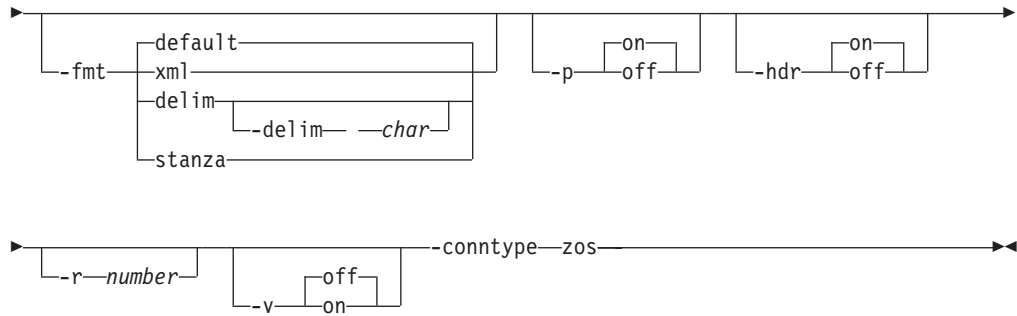 default on on
-fmt xml -p off -hdr off
delim
-delim char
stanza
-conntype zos
-r number off
-v on